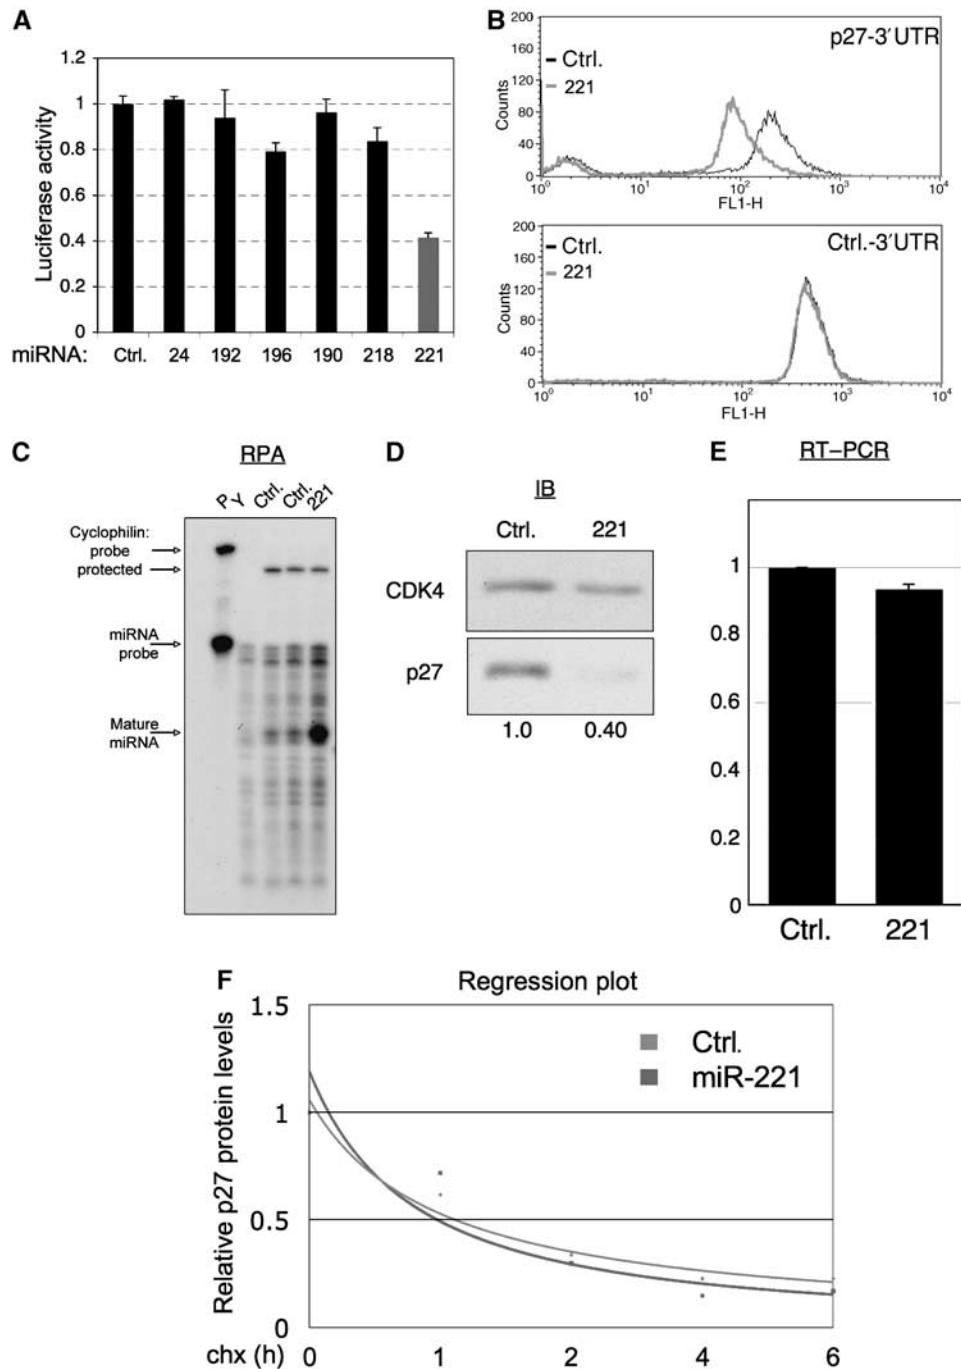 A
1.2
1
0.8
0.6
0.4
0.2
0
Luciferase activity
miRNA: Ctrl. 24 192 196 190 218 221
B
p27-3′UTR
Ctrl.
221
200
160
120
80
40
0
Counts
10⁰ 10¹ 10² 10³ 10⁴
FL1-H
Ctrl.-3′UTR
Ctrl.
221
200
160
120
80
40
0
Counts
10⁰ 10¹ 10² 10³ 10⁴
FL1-H
C
RPA
P Y Ctrl. Ctrl. 221
Cyclophilin:
probe
protected
miRNA
probe
Mature
miRNA
D
IB
Ctrl. 221
CDK4
p27
1.0 0.40
E
RT–PCR
1
0.8
0.6
0.4
0.2
0
Ctrl. 221
F
Regression plot
1.5
1
0.5
0
Relative p27 protein levels
Ctrl.
miR-221
chx (h) 0 1 2 4 6